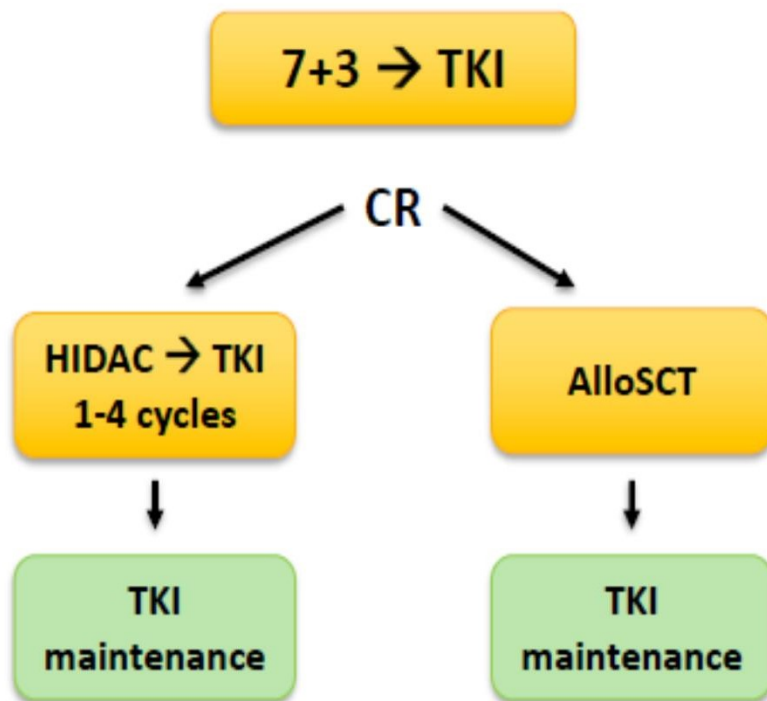 7+3 → TKI
CR
HIDAC → TKI
1-4 cycles
AlloSCT
TKI
maintenance
TKI
maintenance